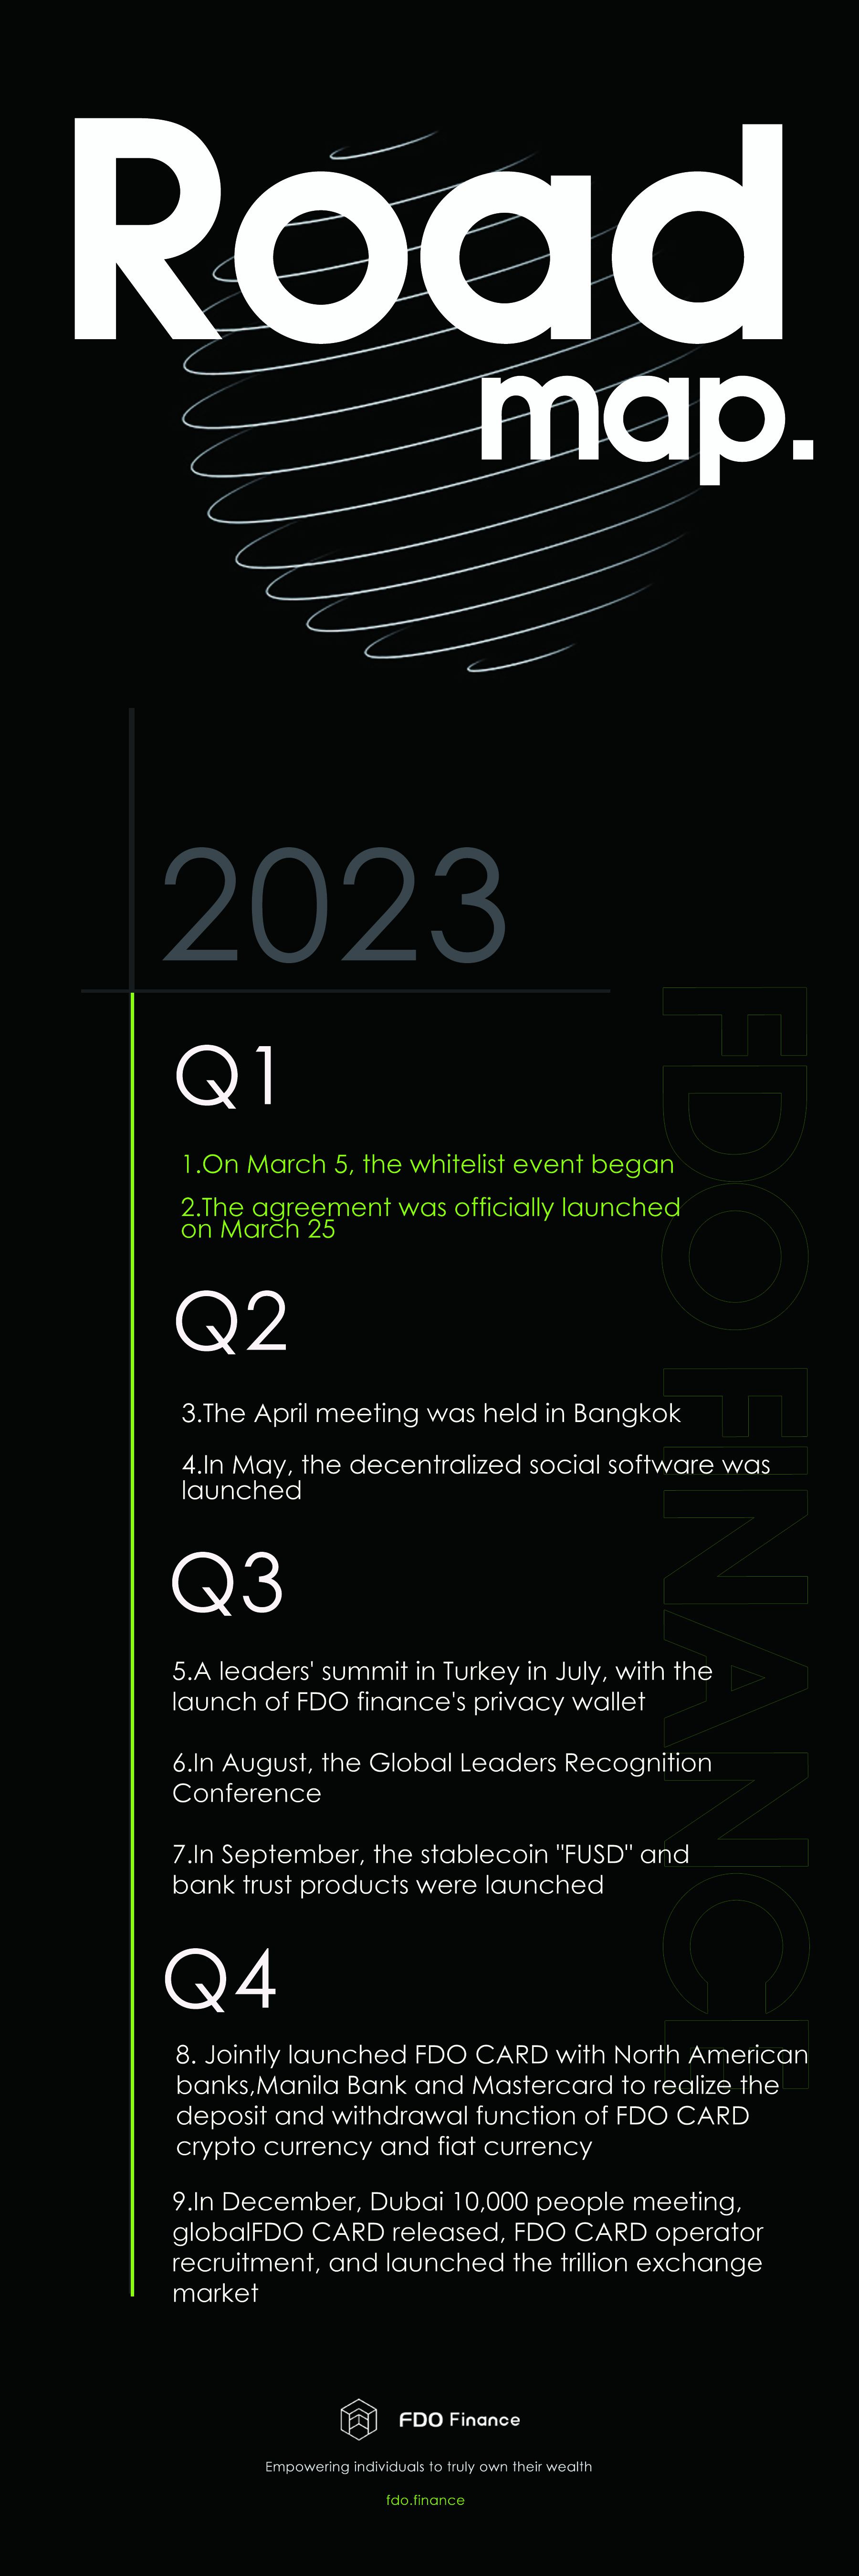 Road
map.
2023
FDO FINANCE
Q1
1.On March 5, the whitelist event began
2.The agreement was officially launched
on March 25
Q2
3.The April meeting was held in Bangkok
4.In May, the decentralized social software was
launched
Q3
5.A leaders' summit in Turkey in July, with the
launch of FDO finance's privacy wallet
6.In August, the Global Leaders Recognition
Conference
7.In September, the stablecoin "FUSD" and
bank trust products were launched
Q4
8. Jointly launched FDO CARD with North American
banks,Manila Bank and Mastercard to realize the
deposit and withdrawal function of FDO CARD
crypto currency and fiat currency
9.In December, Dubai 10,000 people meeting,
globalFDO CARD released, FDO CARD operator
recruitment, and launched the trillion exchange
market
FDO Finance
Empowering individuals to truly own their wealth
fdo.finance